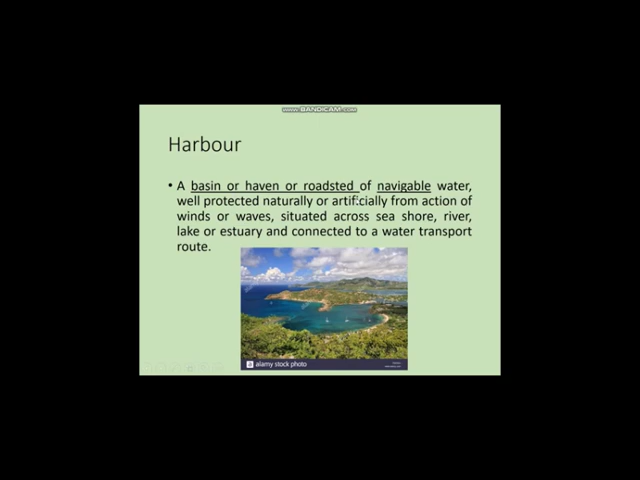 www.BANDICAM.com
Harbour
• A basin or haven or roadsted of navigable water,
well protected naturally or artificially from action of
winds or waves, situated across sea shore, river,
lake or estuary and connected to a water transport
route.
a alamy stock photo